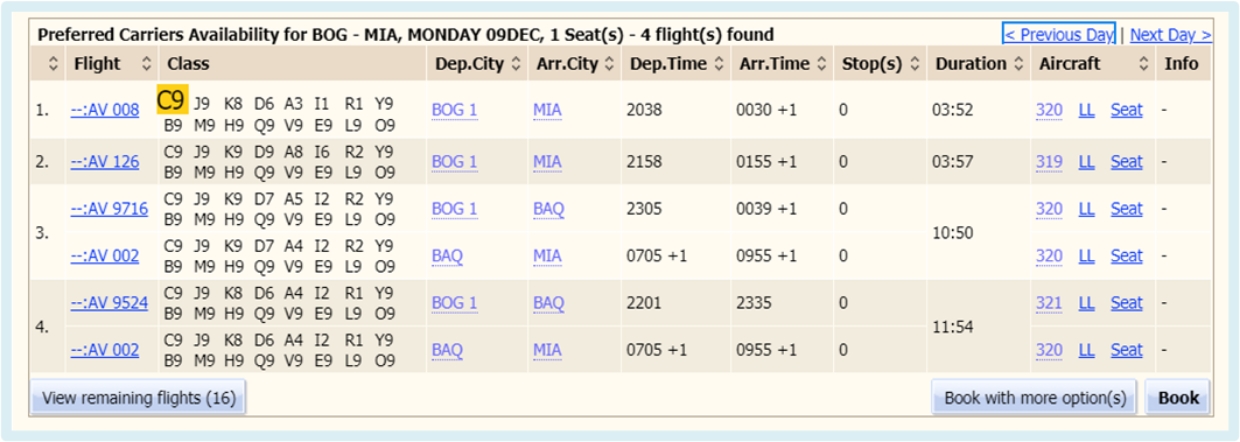 Preferred Carriers Availability for BOG - MIA, MONDAY 09DEC, 1 Seat(s) - 4 flight(s) found < Previous Day | Next Day >
Flight Class Dep.City Arr.City Dep.Time Arr.Time Stop(s) Duration Aircraft Info
1. --:AV 008 C9 J9 K8 D6 A3 I1 R1 Y9 BOG 1 MIA 2038 0030 +1 0 03:52 320 LL Seat -
B9 M9 H9 Q9 V9 E9 L9 O9
2. --:AV 126 C9 J9 K9 D9 A8 I6 R2 Y9 BOG 1 MIA 2158 0155 +1 0 03:57 319 LL Seat -
B9 M9 H9 Q9 V9 E9 L9 O9
3. --:AV 9716 C9 J9 K9 D7 A5 I2 R2 Y9 BOG 1 BAQ 2305 0039 +1 0 10:50 320 LL Seat -
B9 M9 H9 Q9 V9 E9 L9 O9
--:AV 002 C9 J9 K9 D7 A4 I2 R2 Y9 BAQ MIA 0705 +1 0955 +1 0 320 LL Seat -
B9 M9 H9 Q9 V9 E9 L9 O9
4. --:AV 9524 C9 J9 K8 D6 A4 I2 R1 Y9 BOG 1 BAQ 2201 2335 0 11:54 321 LL Seat -
B9 M9 H9 Q9 V9 E9 L9 O9
--:AV 002 C9 J9 K8 D6 A4 I2 R1 Y9 BAQ MIA 0705 +1 0955 +1 0 320 LL Seat -
B9 M9 H9 Q9 V9 E9 L9 O9
View remaining flights (16) Book with more option(s) Book